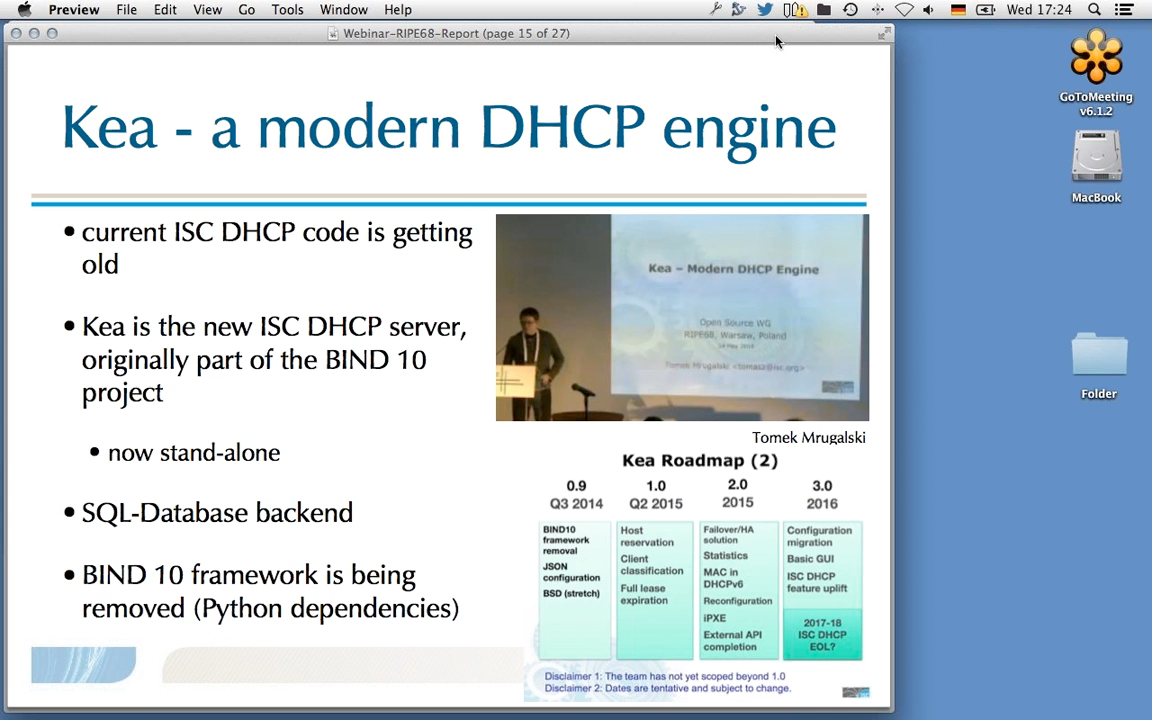 Preview File Edit View Go Tools Window Help Wed 17:24
Webinar-RIPE68-Report (page 15 of 27)
Kea - a modern DHCP engine
• current ISC DHCP code is getting
old
• Kea is the new ISC DHCP server,
originally part of the BIND 10
project
• now stand-alone
• SQL-Database backend
• BIND 10 framework is being
removed (Python dependencies)
Kea – Modern DHCP Engine
Open Source WG
RIPE68, Warsaw, Poland
14 May 2014
Tomek Mrugalski <tomasz@isc.org>
Tomek Mrugalski
Kea Roadmap (2)
0.9
Q3 2014
BIND10
framework
removal
JSON
configuration
BSD (stretch)
1.0
Q2 2015
Host
reservation
Client
classification
Full lease
expiration
2.0
2015
Failover/HA
solution
Statistics
MAC in
DHCPv6
Reconfiguration
iPXE
External API
completion
3.0
2016
Configuration
migration
Basic GUI
ISC DHCP
feature uplift
2017-18
ISC DHCP
EOL?
Disclaimer 1: The team has not yet scoped beyond 1.0
Disclaimer 2: Dates are tentative and subject to change.
GoToMeeting
v6.1.2
MacBook
Folder